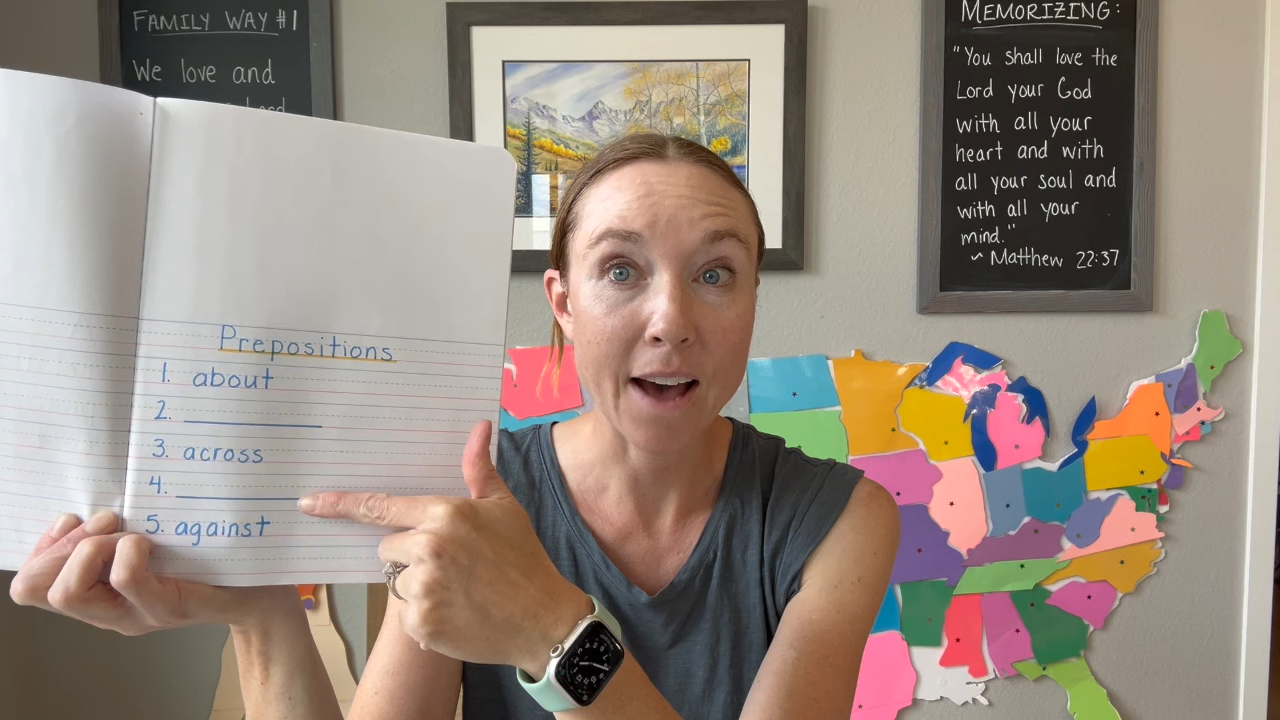 FAMILY WAY #1
We love and
MEMORIZING:
"You shall love the
Lord your God
with all your
heart and with
all your soul and
with all your
mind."
~ Matthew 22:37
Prepositions
1. about
2.
3. across
4.
5. against